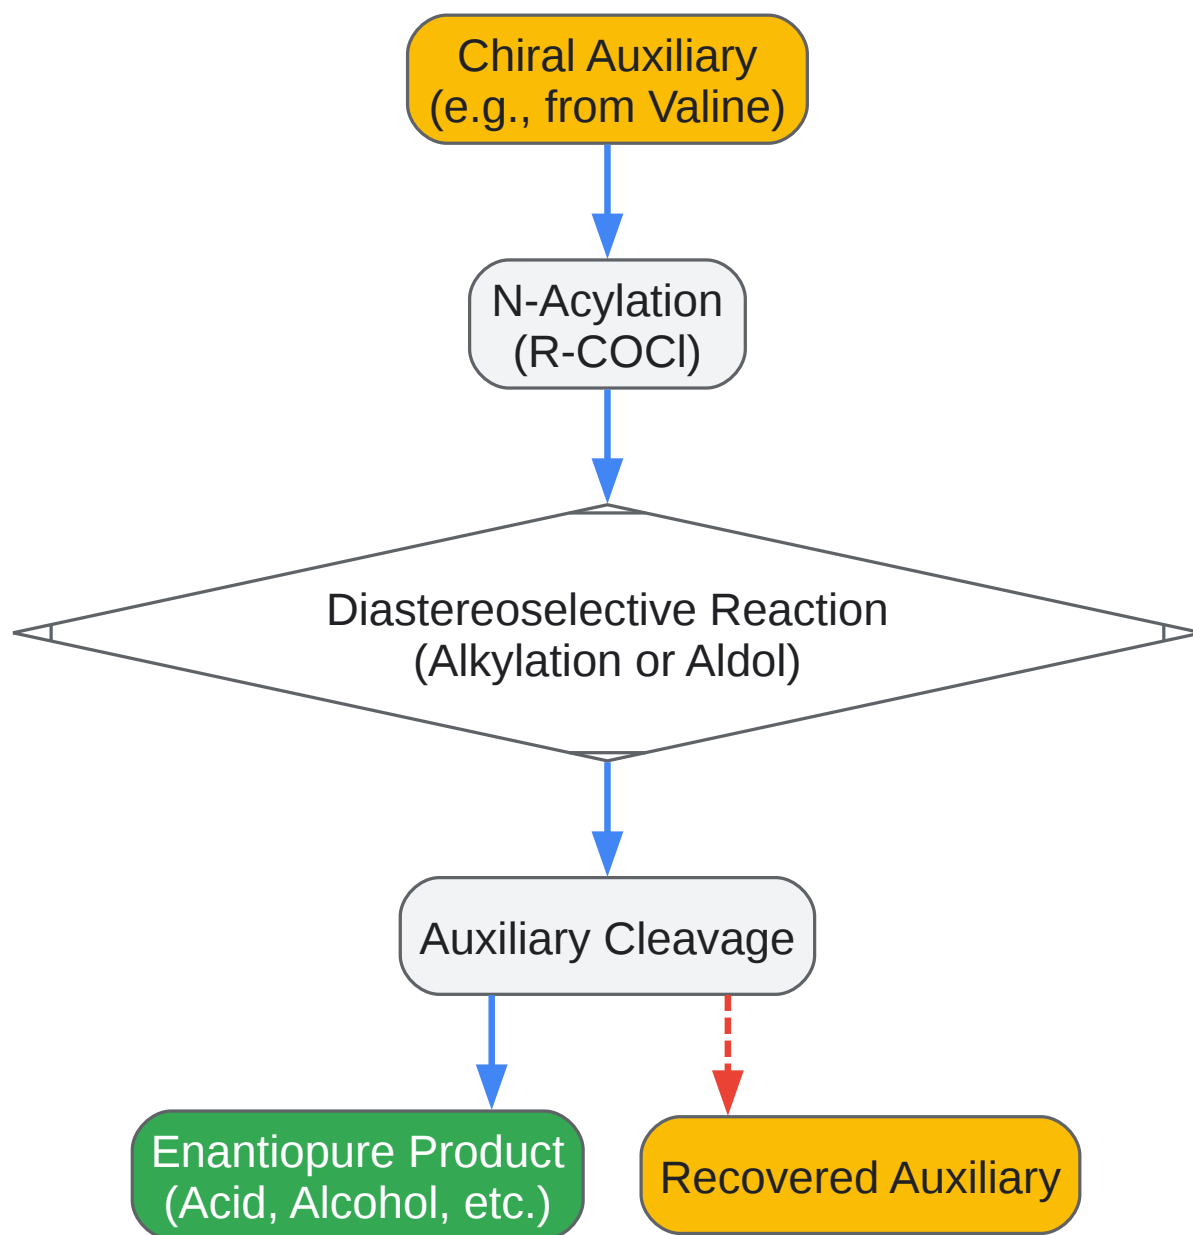 Chiral Auxiliary
(e.g., from Valine)
N-Acylation
(R-COCl)
Diastereoselective Reaction
(Alkylation or Aldol)
Auxiliary Cleavage
Enantiopure Product
(Acid, Alcohol, etc.)
Recovered Auxiliary